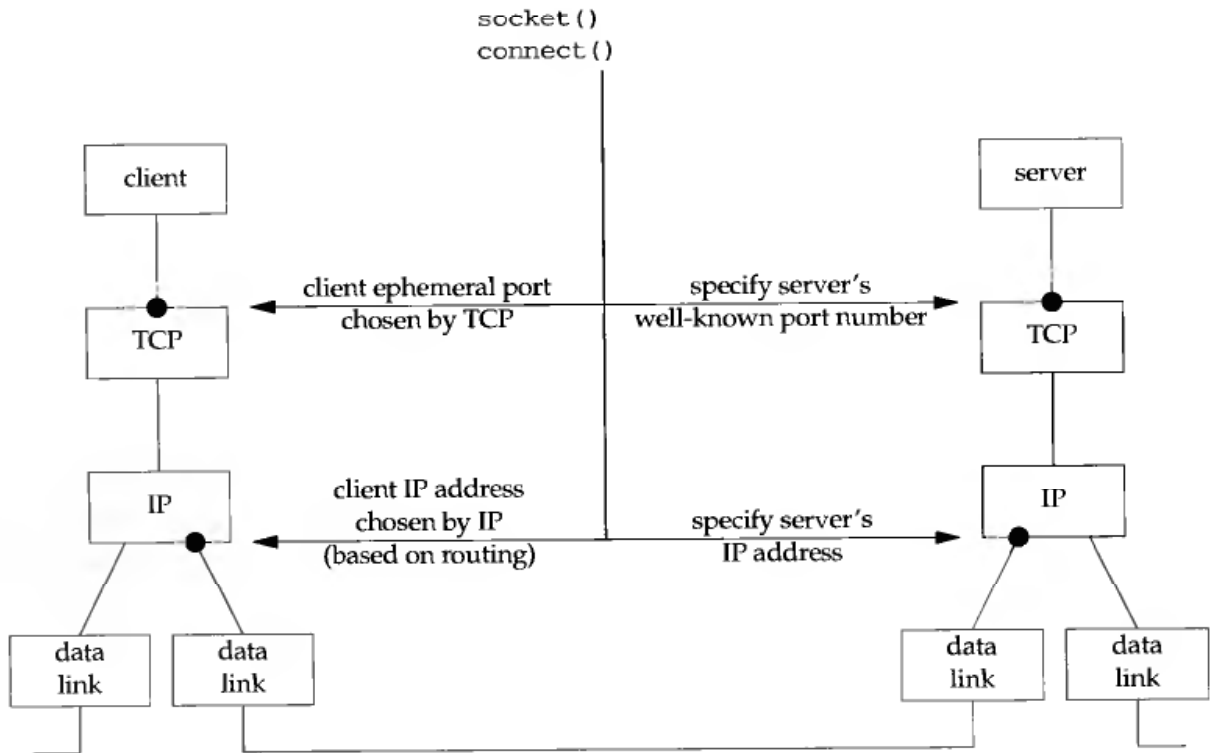 socket()
connect()
client
server
client ephemeral port
chosen by TCP
specify server's
well-known port number
TCP
TCP
IP
client IP address
chosen by IP
(based on routing)
specify server's
IP address
IP
data
link
data
link
data
link
data
link